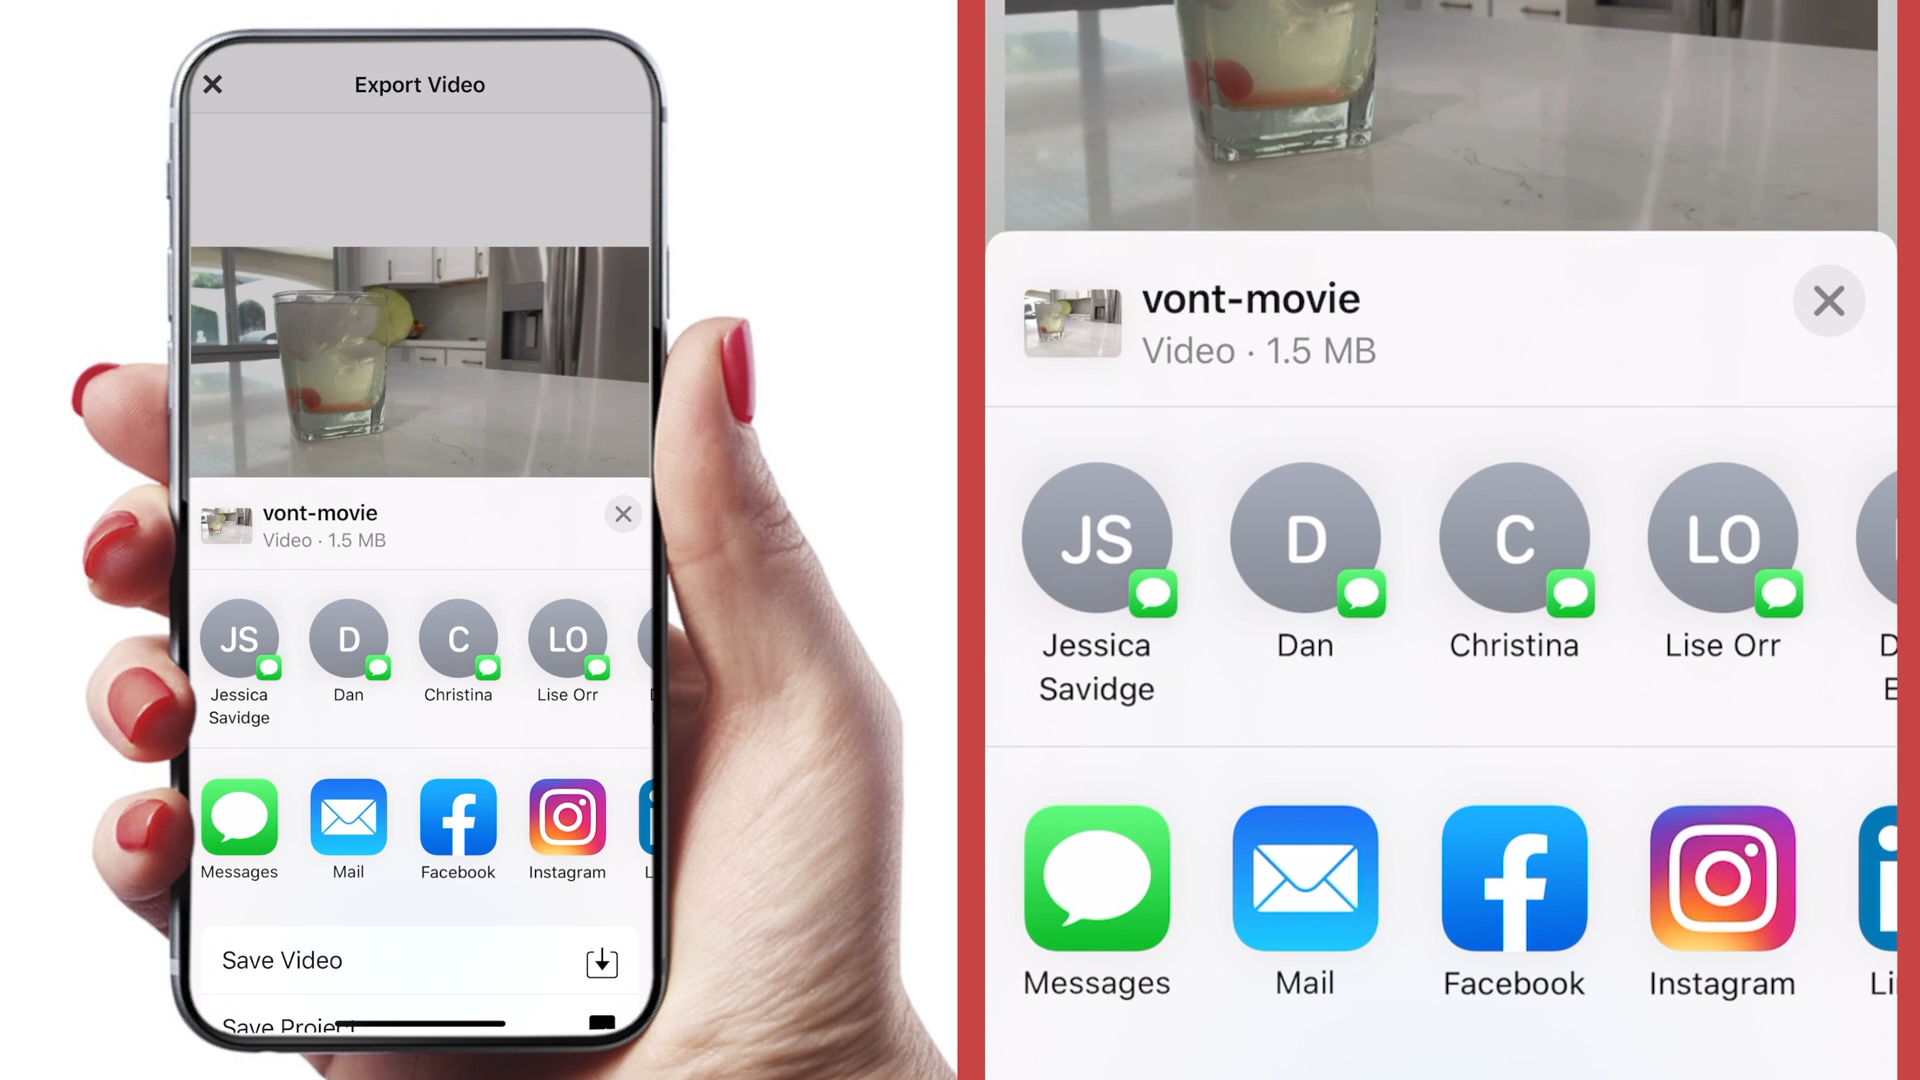 Export Video
vont-movie
Video · 1.5 MB
JS
D
C
LO
Jessica
Savidge
Dan
Christina
Lise Orr
Messages
Mail
Facebook
Instagram
L
Save Video
Save Project
vont-movie
Video · 1.5 MB
JS
D
C
LO
Jessica
Savidge
Dan
Christina
Lise Orr
D
E
Messages
Mail
Facebook
Instagram
Li